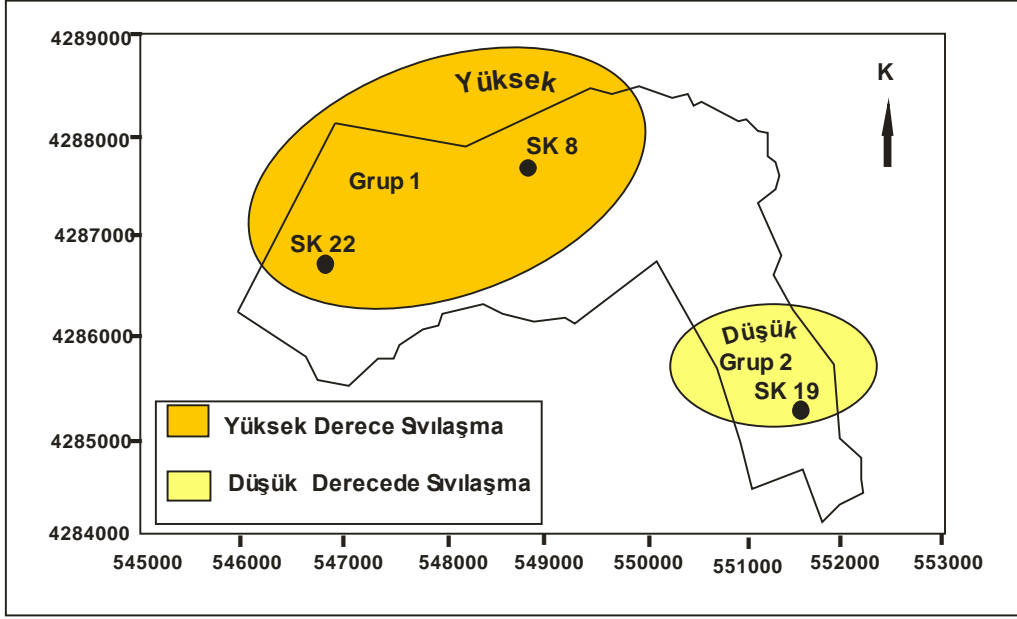 4289000
Yüksek
K
SK 8
4288000
Grup 1
4287000
SK 22
4286000
Düşük
Grup 2
SK 19
Yüksek Derece Sıvılaşma
4285000
Düşük Derecede Sıvılaşma
4284000
545000 546000 547000 548000 549000 550000 551000 552000 553000